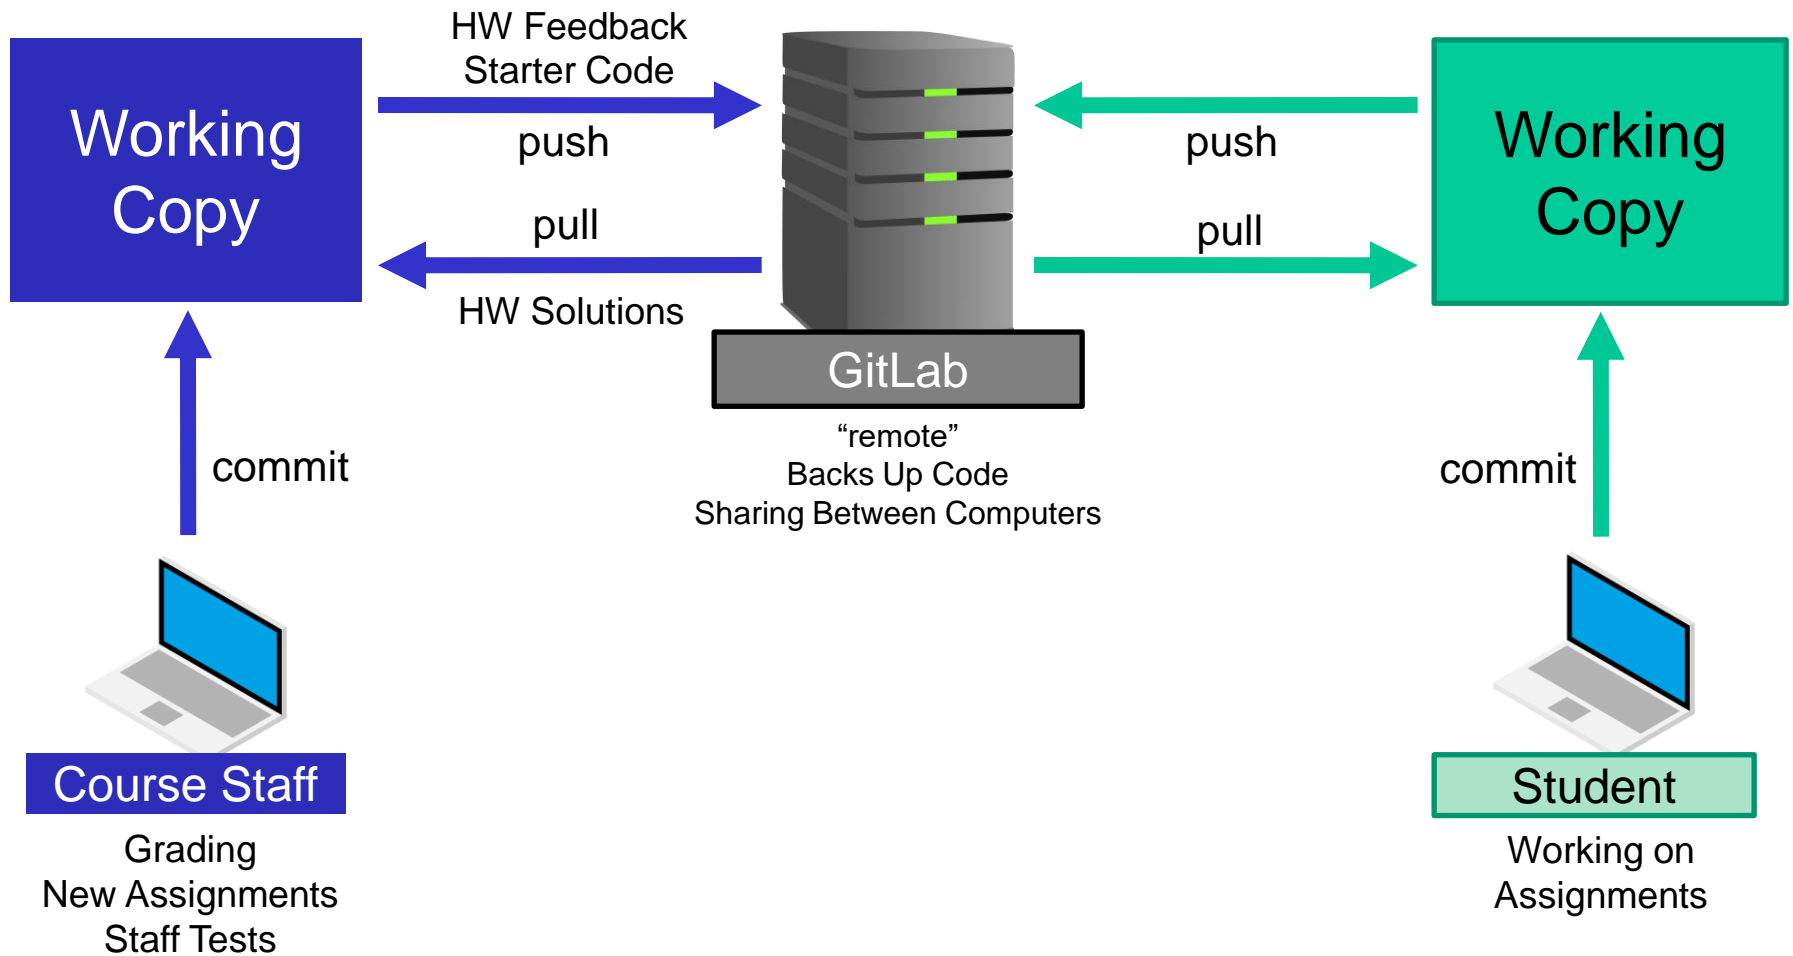 HW Feedback
Starter Code
push
pull
HW Solutions
Working
Copy
commit
Course Staff
Grading
New Assignments
Staff Tests
GitLab
“remote”
Backs Up Code
Sharing Between Computers
push
pull
Working
Copy
commit
Student
Working on
Assignments